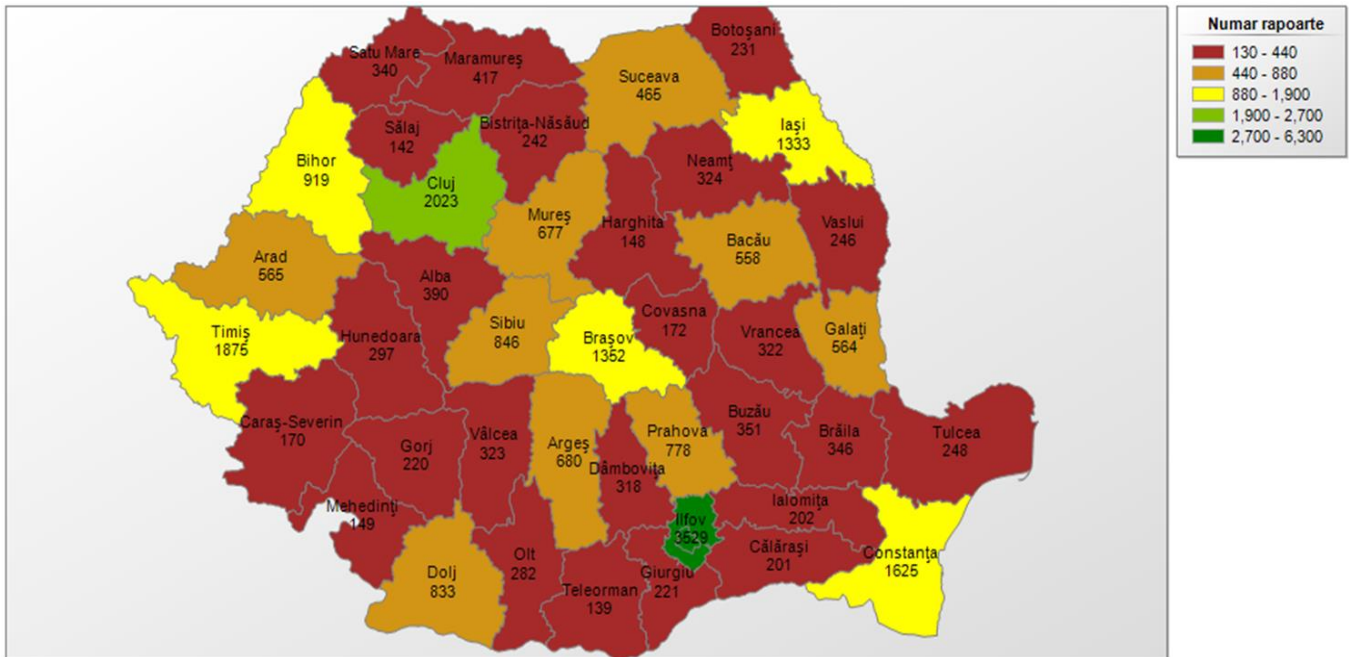 Numar rapoarte
130 - 440
440 - 880
880 - 1,900
1,900 - 2,700
2,700 - 6,300
Botoşani
231
Satu Mare
340
Maramureş
417
Suceava
465
Iaşi
1333
Sălaj
142
Bistriţa-Năsăud
242
Bihor
919
Neamţ
324
Cluj
2023
Mureş
677
Harghita
148
Vaslui
246
Bacău
558
Arad
565
Alba
390
Covasna
172
Sibiu
846
Timiş
1875
Hunedoara
297
Braşov
1352
Vrancea
322
Galaţi
564
Caraş-Severin
170
Gorj
220
Vâlcea
323
Argeş
680
Prahova
778
Buzău
351
Brăila
346
Tulcea
248
Dâmboviţa
318
Mehedinţi
149
Ialomiţa
202
Ilfov
3529
Călăraşi
201
Constanţa
1625
Olt
282
Dolj
833
Giurgiu
221
Teleorman
139